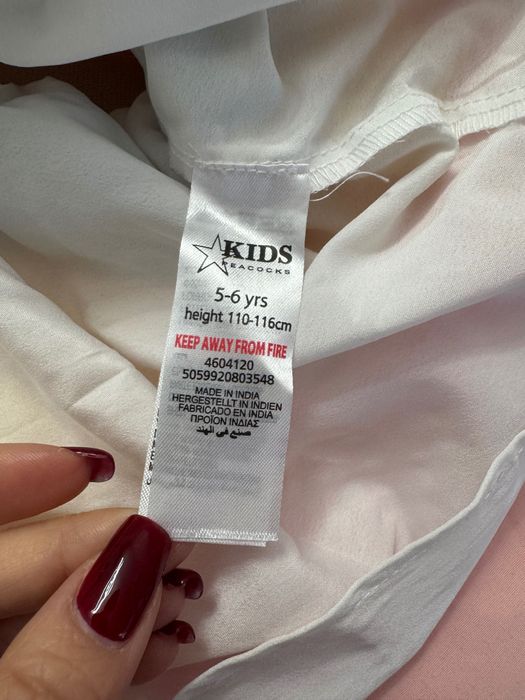 KIDS
PEACOCKS
5-6 yrs
height 110-116cm
KEEP AWAY FROM FIRE
4604120
5059920803548
MADE IN INDIA
HERGESTELLT IN INDIEN
FABRICADO EN INDIA
ΠΡΟΪΟΝ ΙΝΔΙΑΣ
صنع في الهند